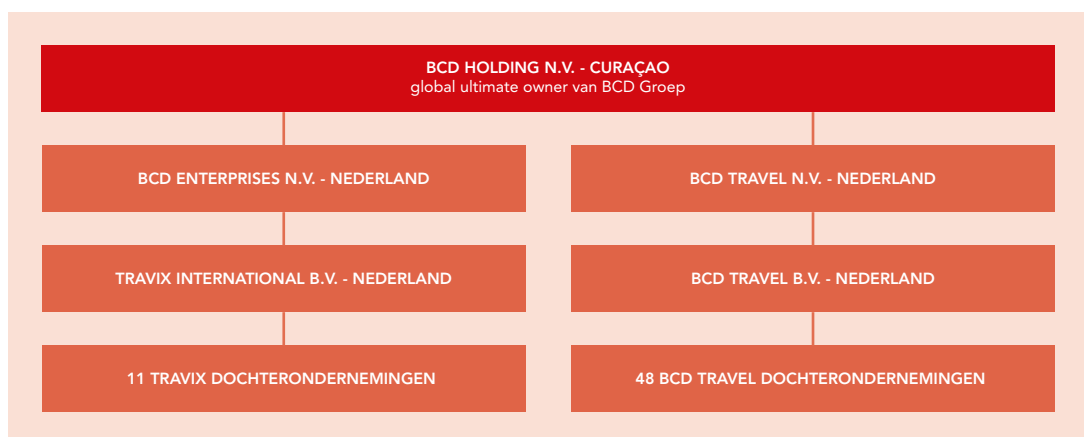 BCD HOLDING N.V. - CURAÇAO
global ultimate owner van BCD Groep
BCD ENTERPRISES N.V. - NEDERLAND
BCD TRAVEL N.V. - NEDERLAND
TRAVIX INTERNATIONAL B.V. - NEDERLAND
BCD TRAVEL B.V. - NEDERLAND
11 TRAVIX DOCHTERONDERNEMINGEN
48 BCD TRAVEL DOCHTERONDERNEMINGEN